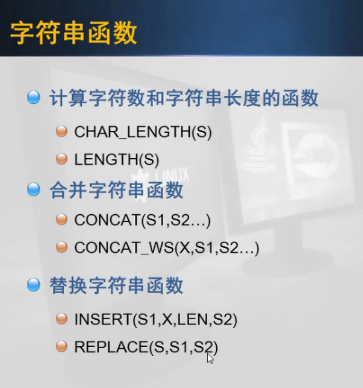 字符串函数
计算字符数和字符串长度的函数
CHAR_LENGTH(S)
LENGTH(S)
合并字符串函数
CONCAT(S1,S2...)
CONCAT_WS(X,S1,S2...)
替换字符串函数
INSERT(S1,X,LEN,S2)
REPLACE(S,S1,S2)
LINUX